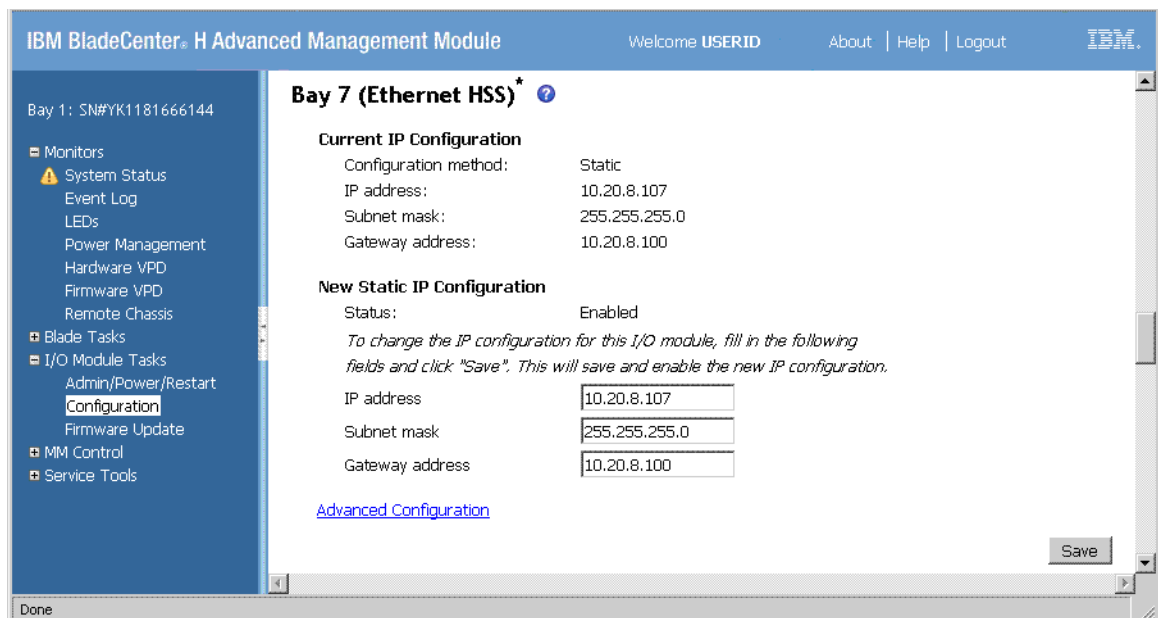 IBM BladeCenter® H Advanced Management Module Welcome USERID About | Help | Logout IBM.
Bay 1: SN#YK1181666144
Monitors
System Status
Event Log
LEDs
Power Management
Hardware VPD
Firmware VPD
Remote Chassis
Blade Tasks
I/O Module Tasks
Admin/Power/Restart
Configuration
Firmware Update
MM Control
Service Tools
Bay 7 (Ethernet HSS)*
Current IP Configuration
Configuration method: Static
IP address: 10.20.8.107
Subnet mask: 255.255.255.0
Gateway address: 10.20.8.100
New Static IP Configuration
Status: Enabled
To change the IP configuration for this I/O module, fill in the following
fields and click "Save". This will save and enable the new IP configuration.
IP address 10.20.8.107
Subnet mask 255.255.255.0
Gateway address 10.20.8.100
Advanced Configuration
Save
Done